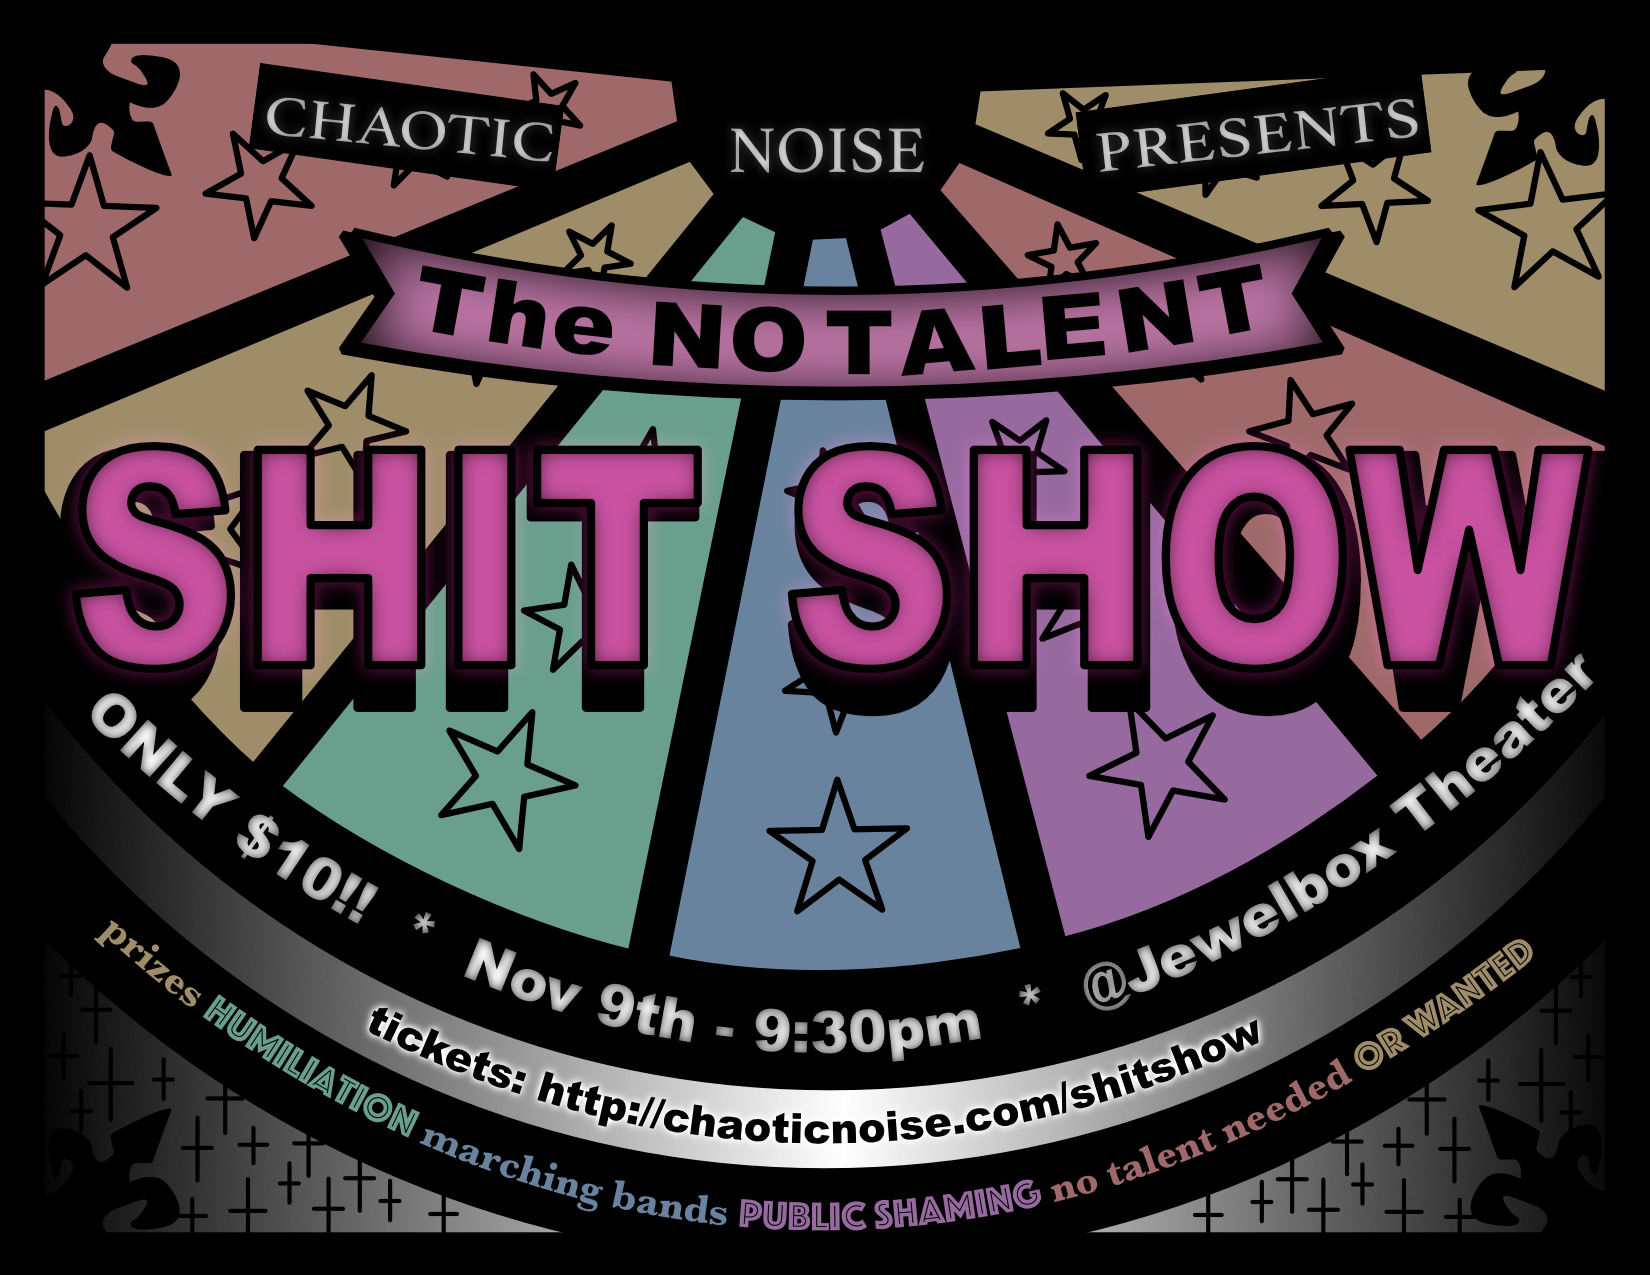 CHAOTIC NOISE PRESENTS
The NO TALENT
SHIT SHOW
ONLY $10!! * Nov 9th - 9:30pm * @Jewelbox Theater
tickets: http://chaoticnoise.com/shitshow
prizes HUMILIATION marching bands PUBLIC SHAMING no talent needed OR WANTED